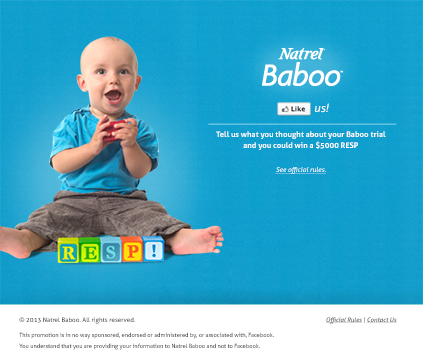 Natrel
Baboo
Like us!
Tell us what you thought about your Baboo trial
and you could win a $5000 RESP
See official rules.
RESP!
© 2013 Natrel Baboo. All rights reserved.
Official Rules | Contact Us
This promotion is in no way sponsored, endorsed or administered by, or associated with, Facebook.
You understand that you are providing your information to Natrel Baboo and not to Facebook.